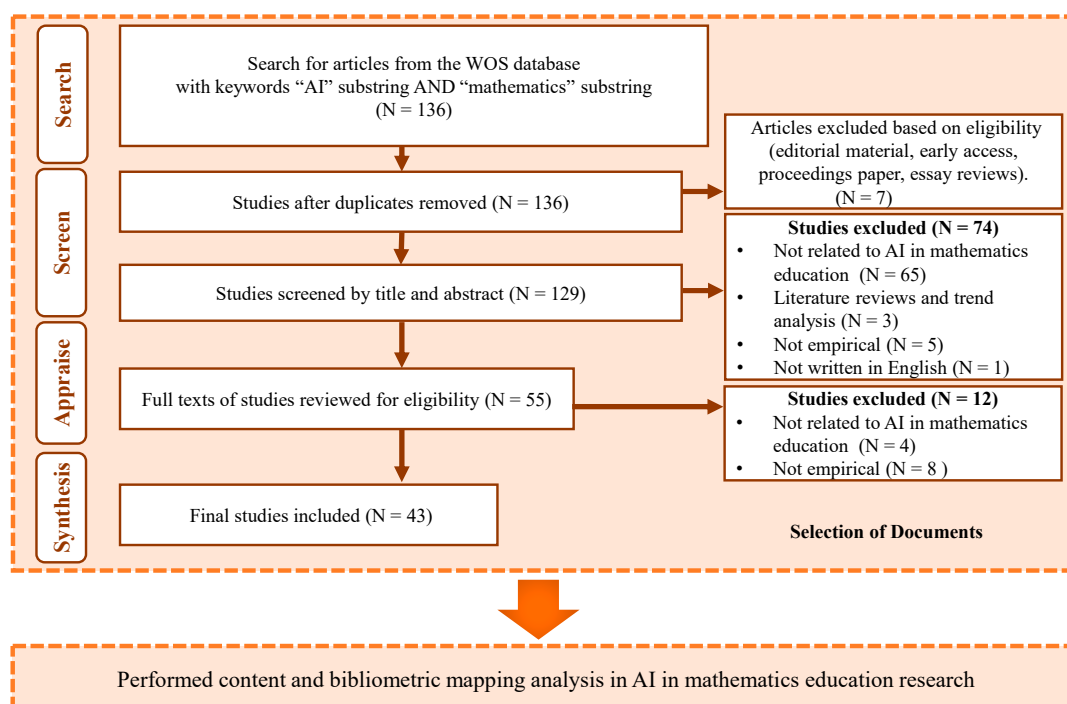 Search
Search for articles from the WOS database
with keywords “AI” substring AND “mathematics” substring
(N = 136)
Articles excluded based on eligibility
(editorial material, early access,
proceedings paper, essay reviews).
(N = 7)
Screen
Studies after duplicates removed (N = 136)
Studies excluded (N = 74)
• Not related to AI in mathematics
education (N = 65)
• Literature reviews and trend
analysis (N = 3)
• Not empirical (N = 5)
• Not written in English (N = 1)
Studies screened by title and abstract (N = 129)
Appraise
Full texts of studies reviewed for eligibility (N = 55)
Studies excluded (N = 12)
• Not related to AI in mathematics
education (N = 4)
• Not empirical (N = 8 )
Synthesis
Final studies included (N = 43)
Selection of Documents
Performed content and bibliometric mapping analysis in AI in mathematics education research